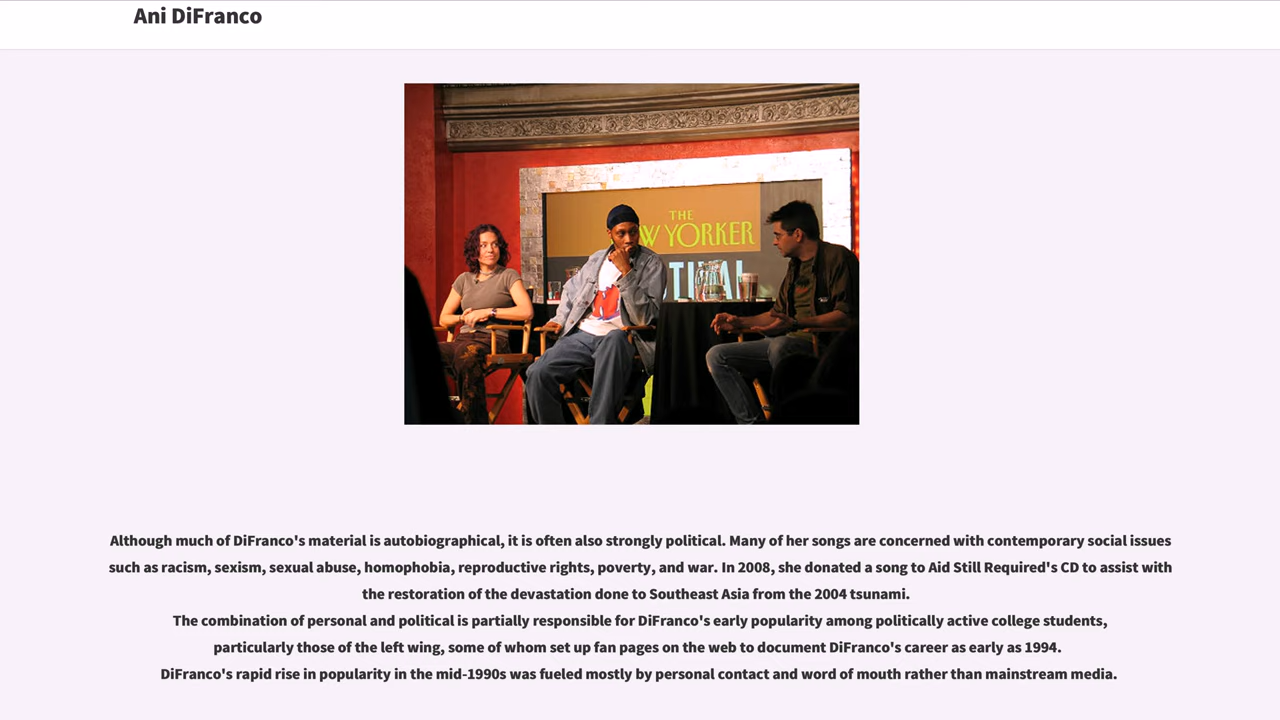 Ani DiFranco
THE
W YORKER
Although much of DiFranco's material is autobiographical, it is often also strongly political. Many of her songs are concerned with contemporary social issues
such as racism, sexism, sexual abuse, homophobia, reproductive rights, poverty, and war. In 2008, she donated a song to Aid Still Required's CD to assist with
the restoration of the devastation done to Southeast Asia from the 2004 tsunami.
The combination of personal and political is partially responsible for DiFranco's early popularity among politically active college students,
particularly those of the left wing, some of whom set up fan pages on the web to document DiFranco's career as early as 1994.
DiFranco's rapid rise in popularity in the mid-1990s was fueled mostly by personal contact and word of mouth rather than mainstream media.